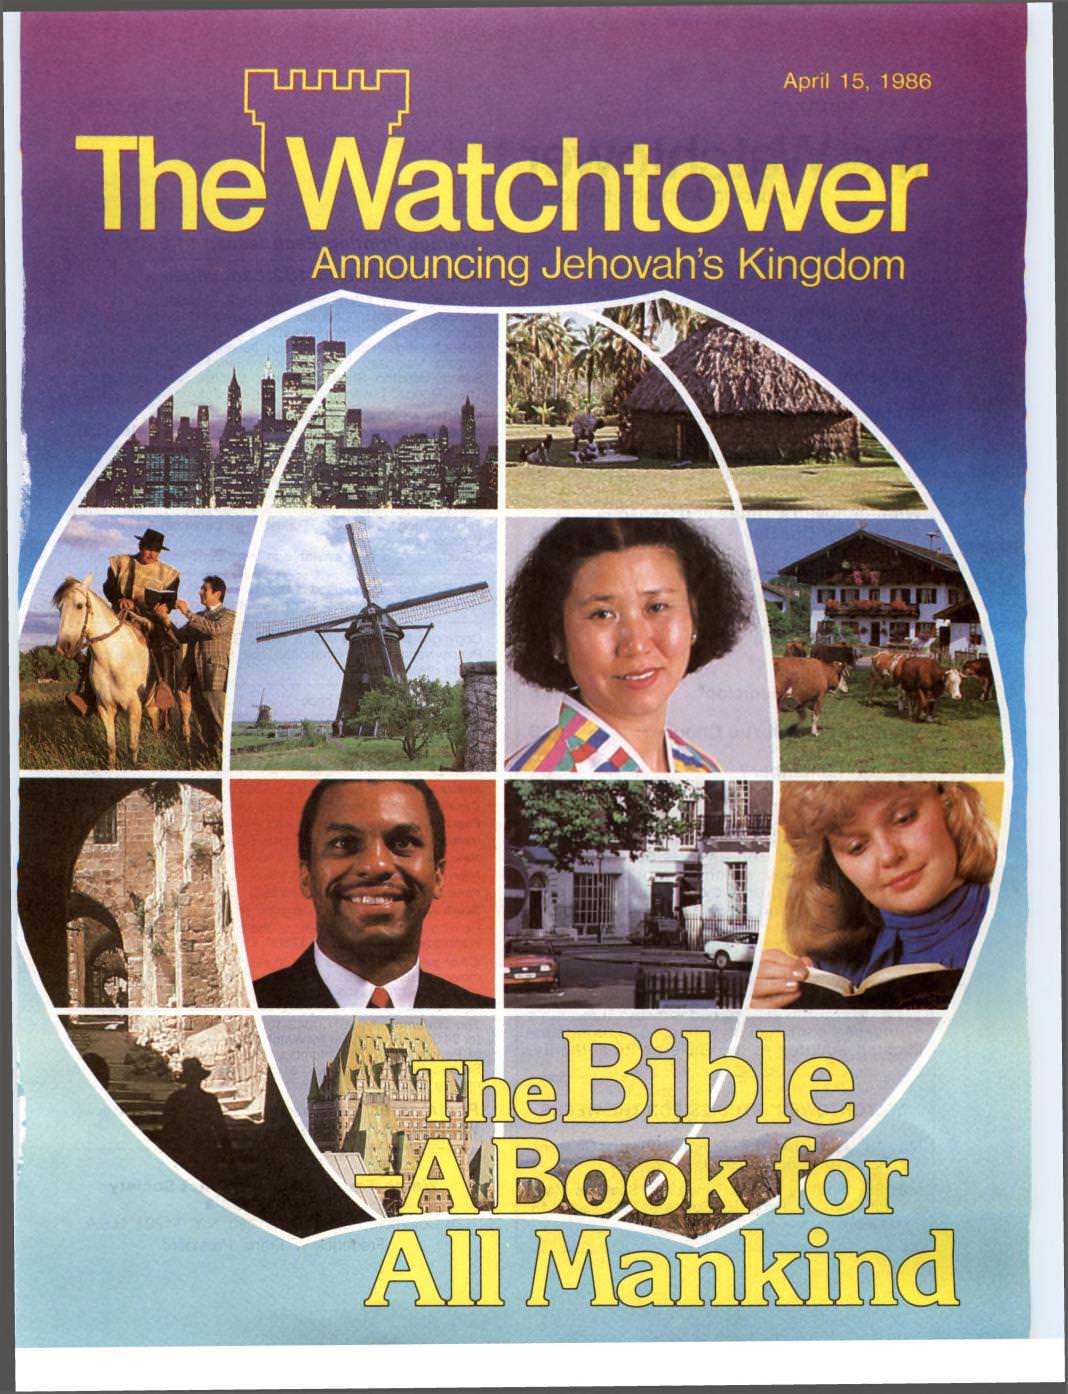 April 15, 1986
The Watchtower
Announcing Jehovah's Kingdom
The Bible
–A Book for
All Mankind